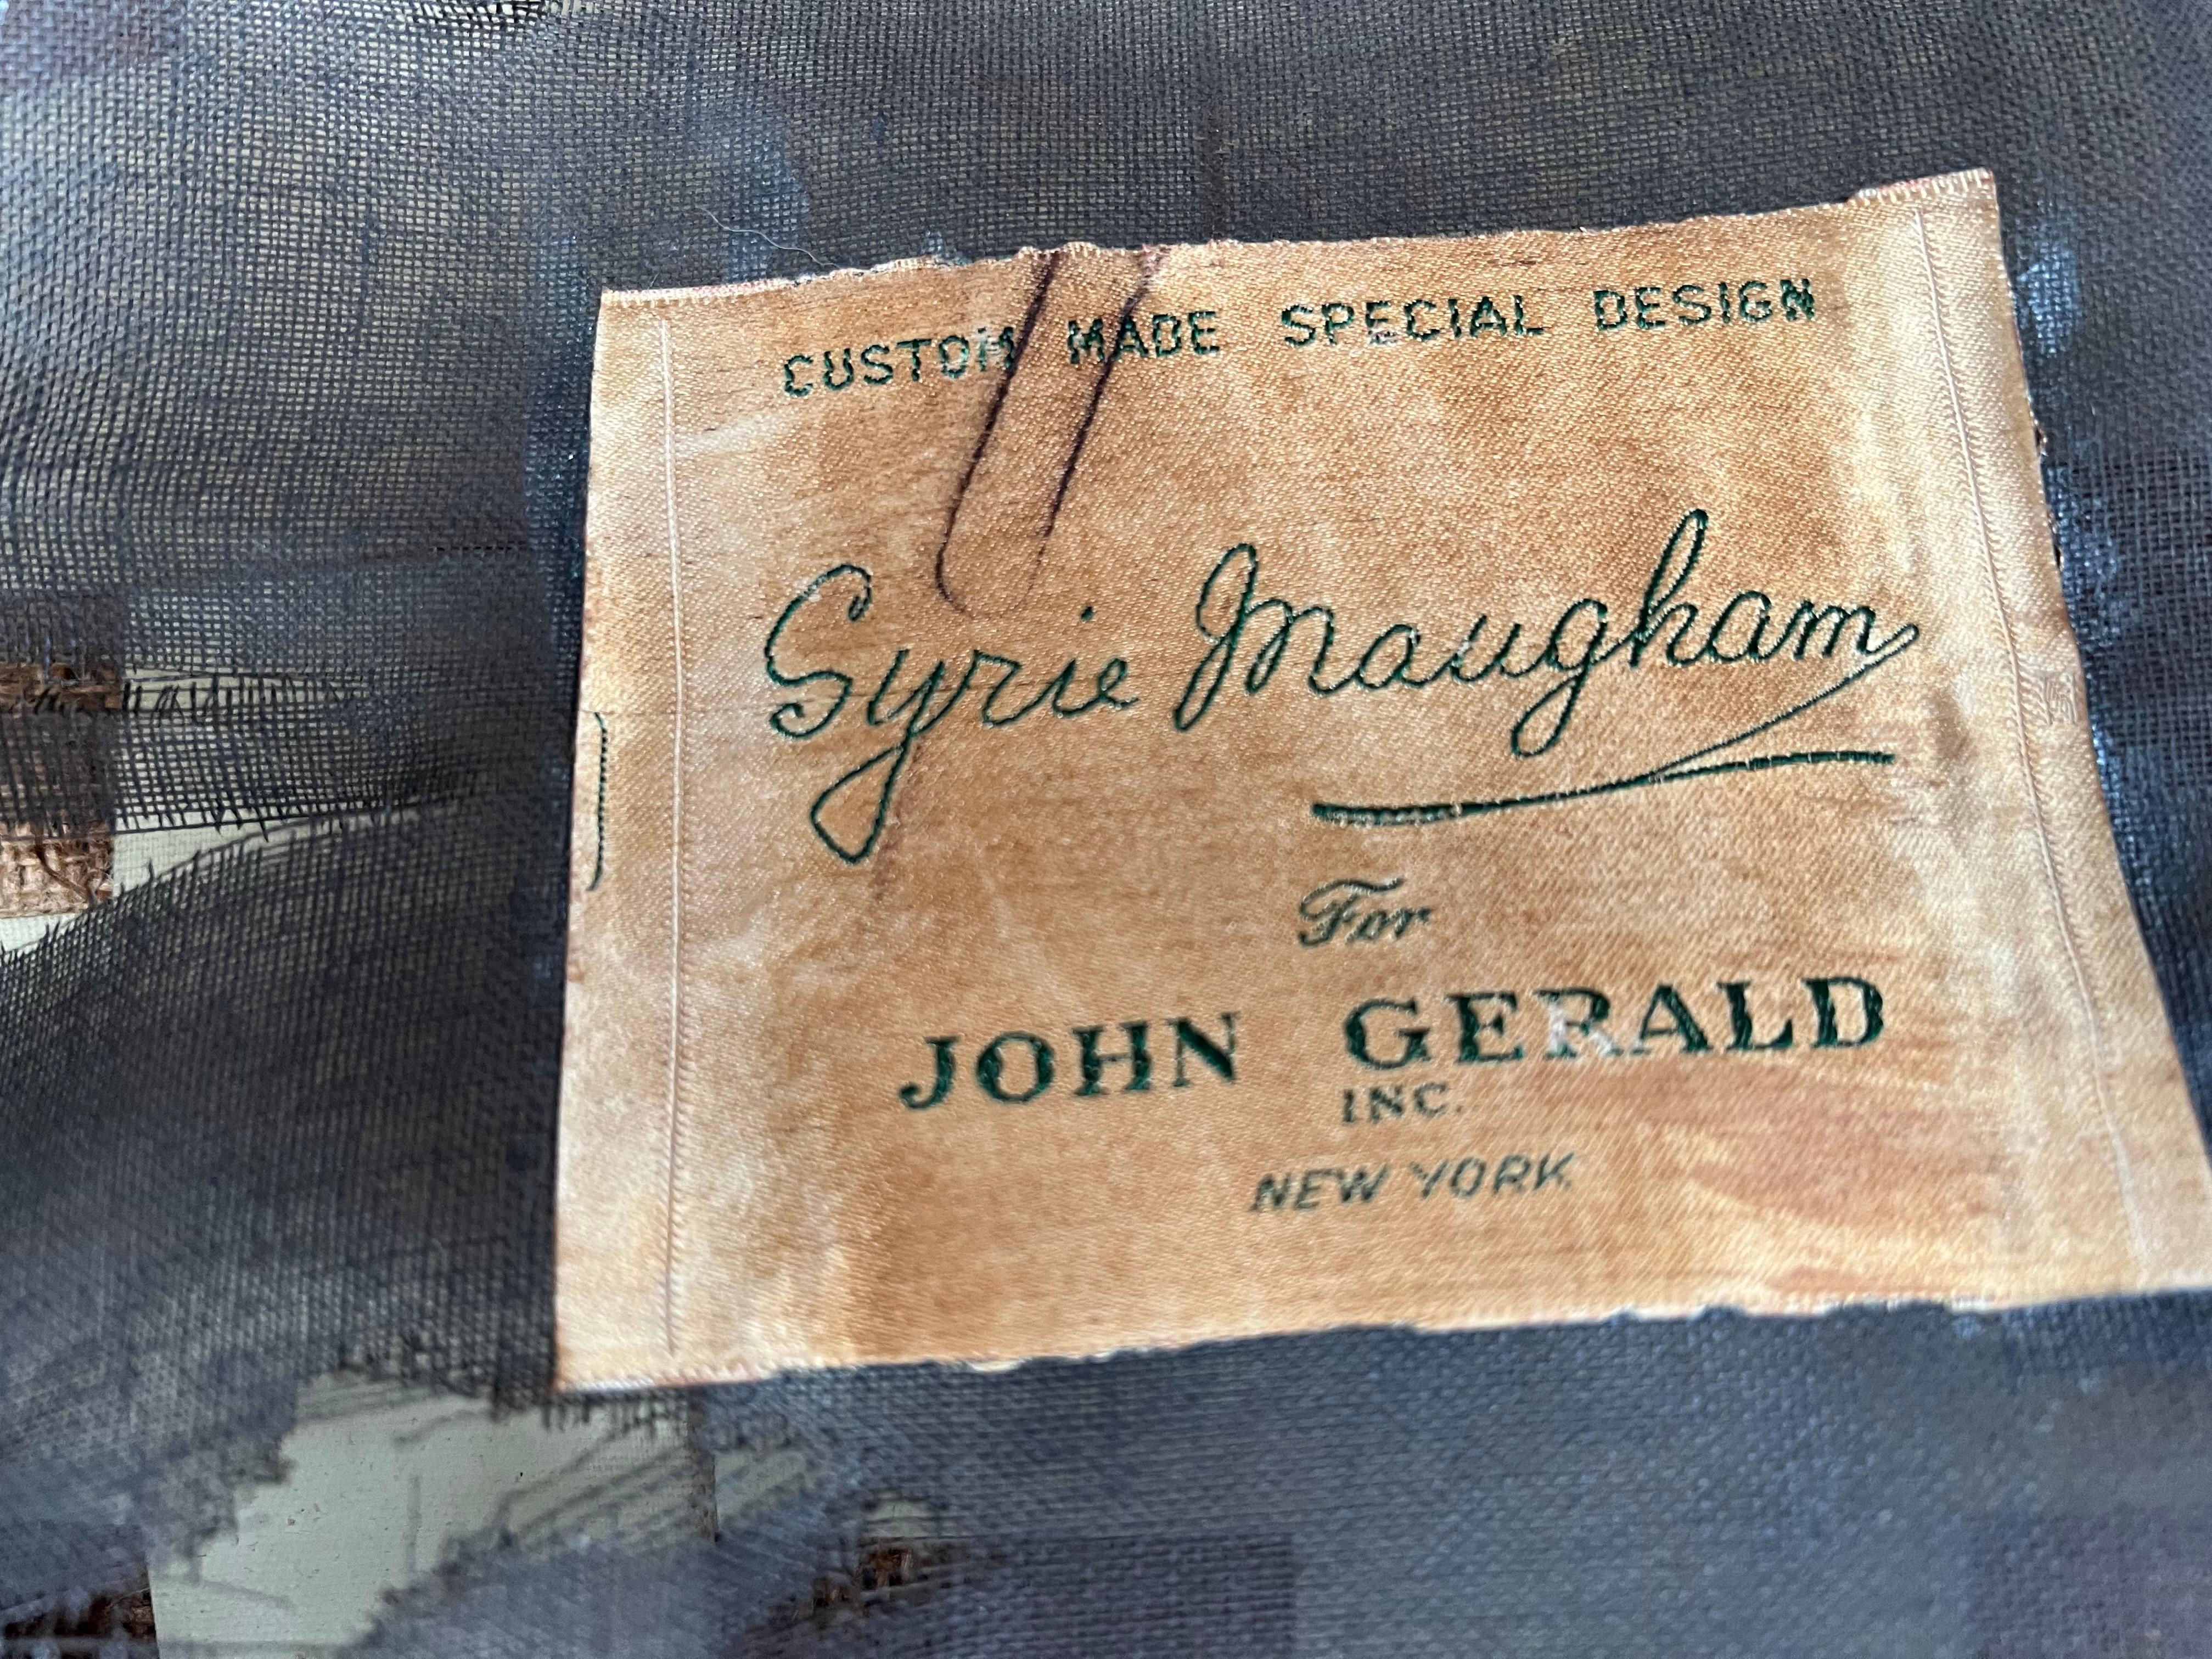 CUSTOM MADE SPECIAL DESIGN
Syrie Maugham
For
JOHN GERALD
INC.
NEW YORK